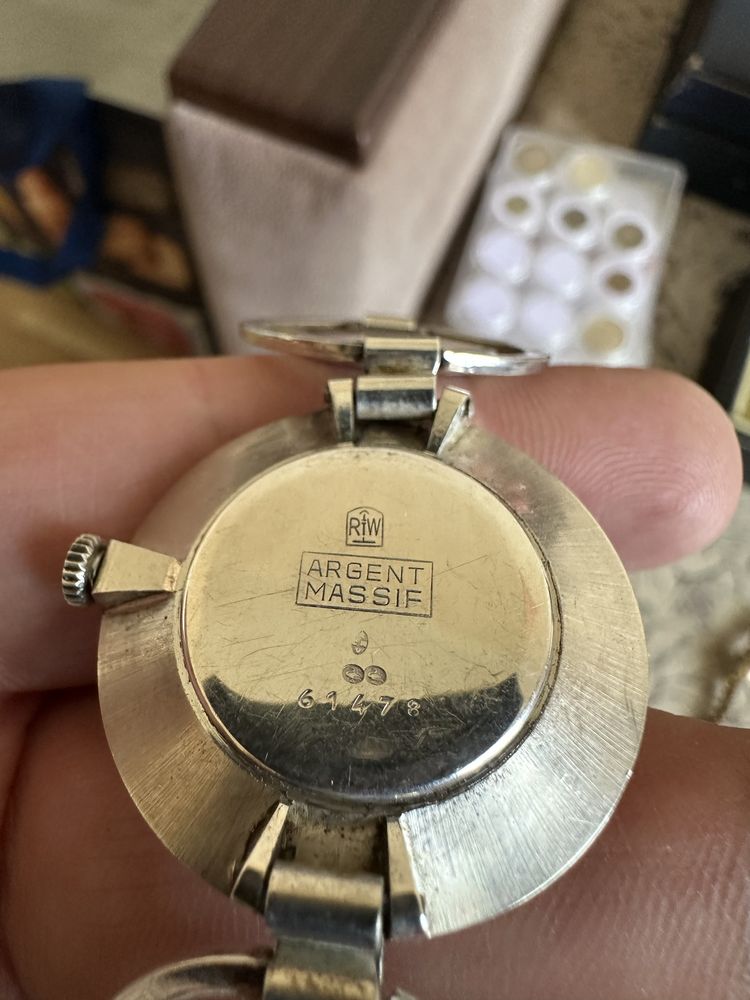 RW
ARGENT
MASSIF
61478